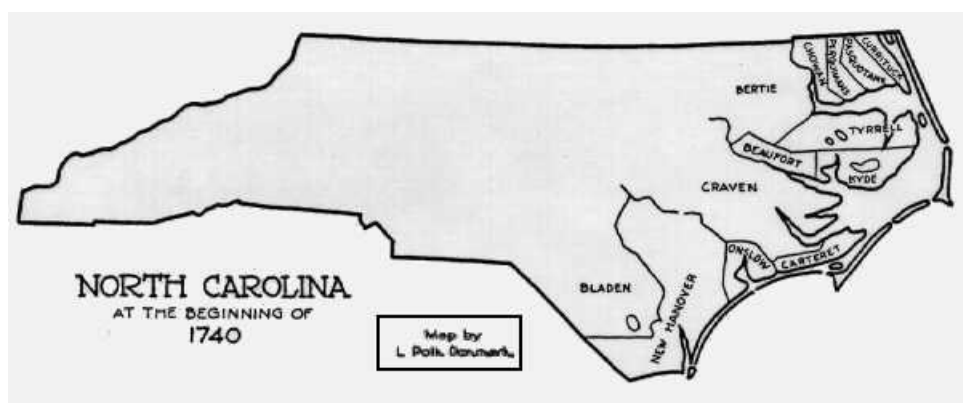 CURRITUCK
PASQUOTANK
PERQUIMANS
CHOWAN
BERTIE
TYRRELL
BEAUFORT
HYDE
CRAVEN
ONSLOW
CARTERET
BLADEN
NEW HANOVER
NORTH CAROLINA
AT THE BEGINNING OF
1740
Map by
L. Polk